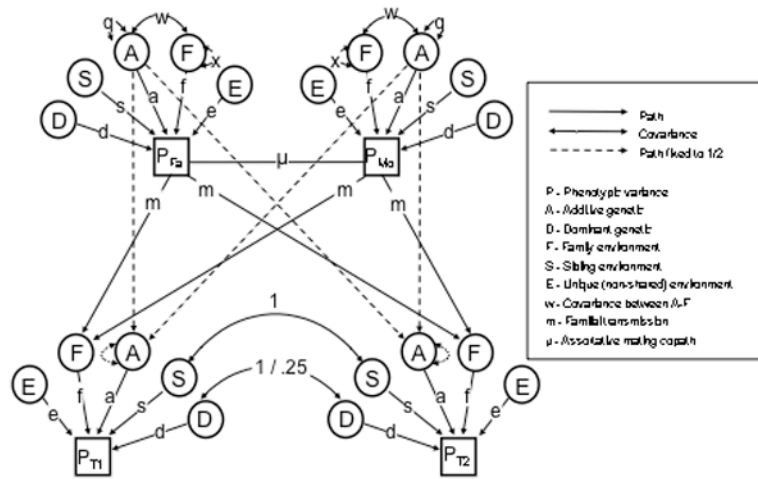 q w w q
A F F A
S x x S
E E
f a a f
s e e s
D d d D
P Fa μ P Mo
m m m m
1
F A A F
S 1 / .25 S
E E
f a a f
e s s e
D D
d d
P T1 P T2
Path
Covariance
Path fixed to 1/2
P - Phenotypic variance
A - Additive genetic
D - Dominant genetic
F - Family environment
S - Sibling environment
E - Unique (non-shared) environment
w - Covariance between A-F
m - Familial transmission
μ - Assortative mating copath